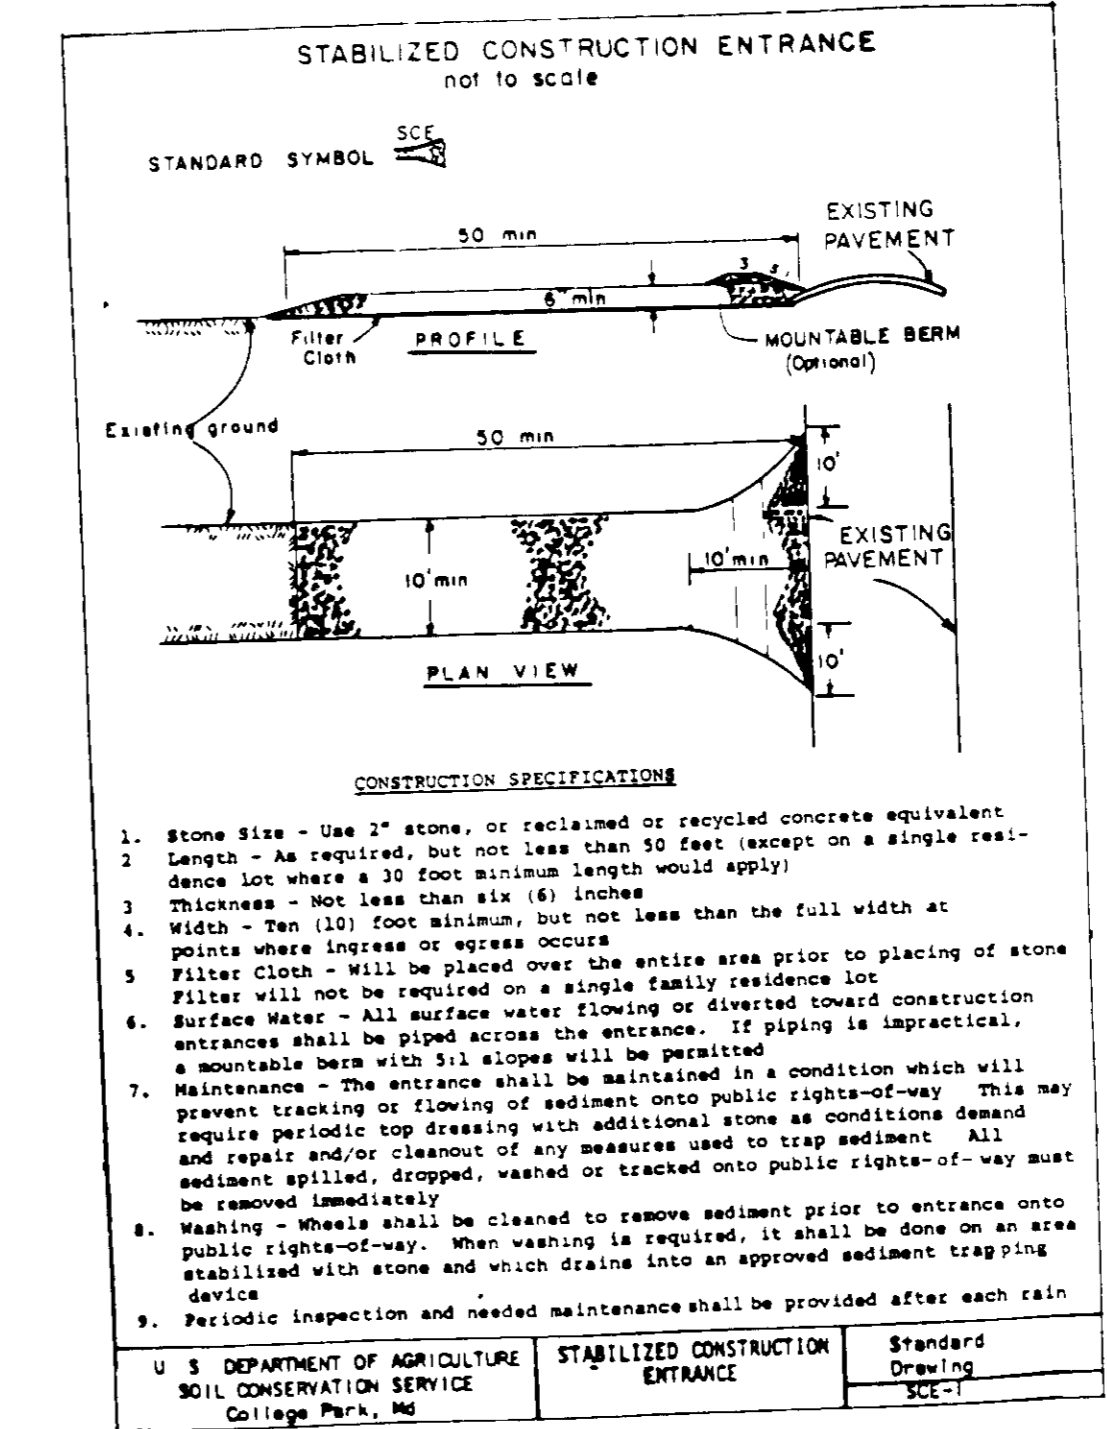 STABILIZED CONSTRUCTION ENTRANCE
not to scale
SCE
STANDARD SYMBOL
50 min
EXISTING
PAVEMENT
3
6" min
Filter
Cloth
PROFILE
MOUNTABLE BERM
(Optional)
Existing ground
50 min
10'
10' min
10' min
EXISTING
PAVEMENT
10'
PLAN VIEW
CONSTRUCTION SPECIFICATIONS
1. Stone Size - Use 2" stone, or reclaimed or recycled concrete equivalent
2 Length - As required, but not less than 50 feet (except on a single resi-
dence lot where a 30 foot minimum length would apply)
3 Thickness - Not less than six (6) inches
4. Width - Ten (10) foot minimum, but not less than the full width at
points where ingress or egress occurs
5 Filter Cloth - Will be placed over the entire area prior to placing of stone
Filter will not be required on a single family residence lot
6. Surface Water - All surface water flowing or diverted toward construction
entrances shall be piped across the entrance. If piping is impractical,
a mountable berm with 5:1 slopes will be permitted
7. Maintenance - The entrance shall be maintained in a condition which will
prevent tracking or flowing of sediment onto public rights-of-way This may
require periodic top dressing with additional stone as conditions demand
and repair and/or cleanout of any measures used to trap sediment All
sediment spilled, dropped, washed or tracked onto public rights-of-way must
be removed immediately
8. Washing - Wheels shall be cleaned to remove sediment prior to entrance onto
public rights-of-way. When washing is required, it shall be done on an area
stabilized with stone and which drains into an approved sediment trapping
device
9. Periodic inspection and needed maintenance shall be provided after each rain
U S DEPARTMENT OF AGRICULTURE
SOIL CONSERVATION SERVICE
College Park, Md
STABILIZED CONSTRUCTION
ENTRANCE
Standard
Drawing
SCE-1